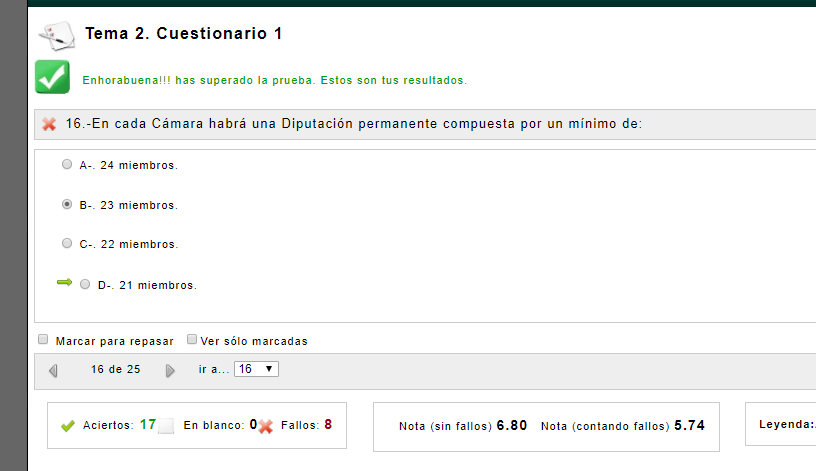 Tema 2. Cuestionario 1
Enhorabuena!!! has superado la prueba. Estos son tus resultados.
16.-En cada Cámara habrá una Diputación permanente compuesta por un mínimo de:
A-. 24 miembros.
B-. 23 miembros.
C-. 22 miembros.
D-. 21 miembros.
Marcar para repasar Ver sólo marcadas
16 de 25 ir a... 16
Aciertos: 17 En blanco: 0 Fallos: 8 Nota (sin fallos) 6.80 Nota (contando fallos) 5.74 Leyenda: